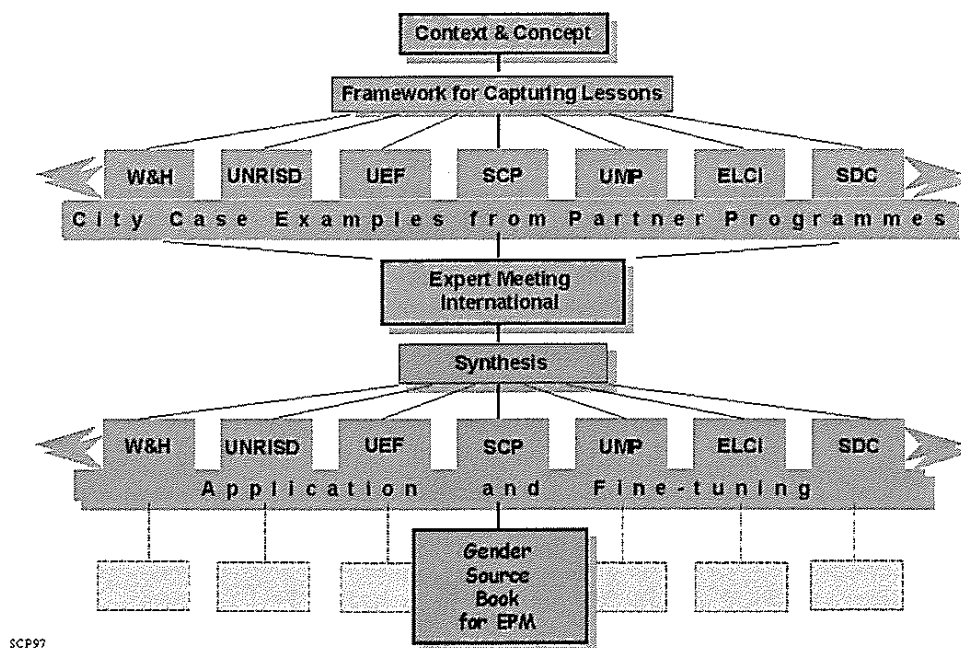 Context & Concept
Framework for Capturing Lessons
W&H UNRISD UEF SCP UMP ELCI SDC
City Case Examples from Partner Programmes
Expert Meeting
International
Synthesis
W&H UNRISD UEF SCP UMP ELCI SDC
Application and Fine-tuning
Gender
Source
Book
for EPM
SCP97